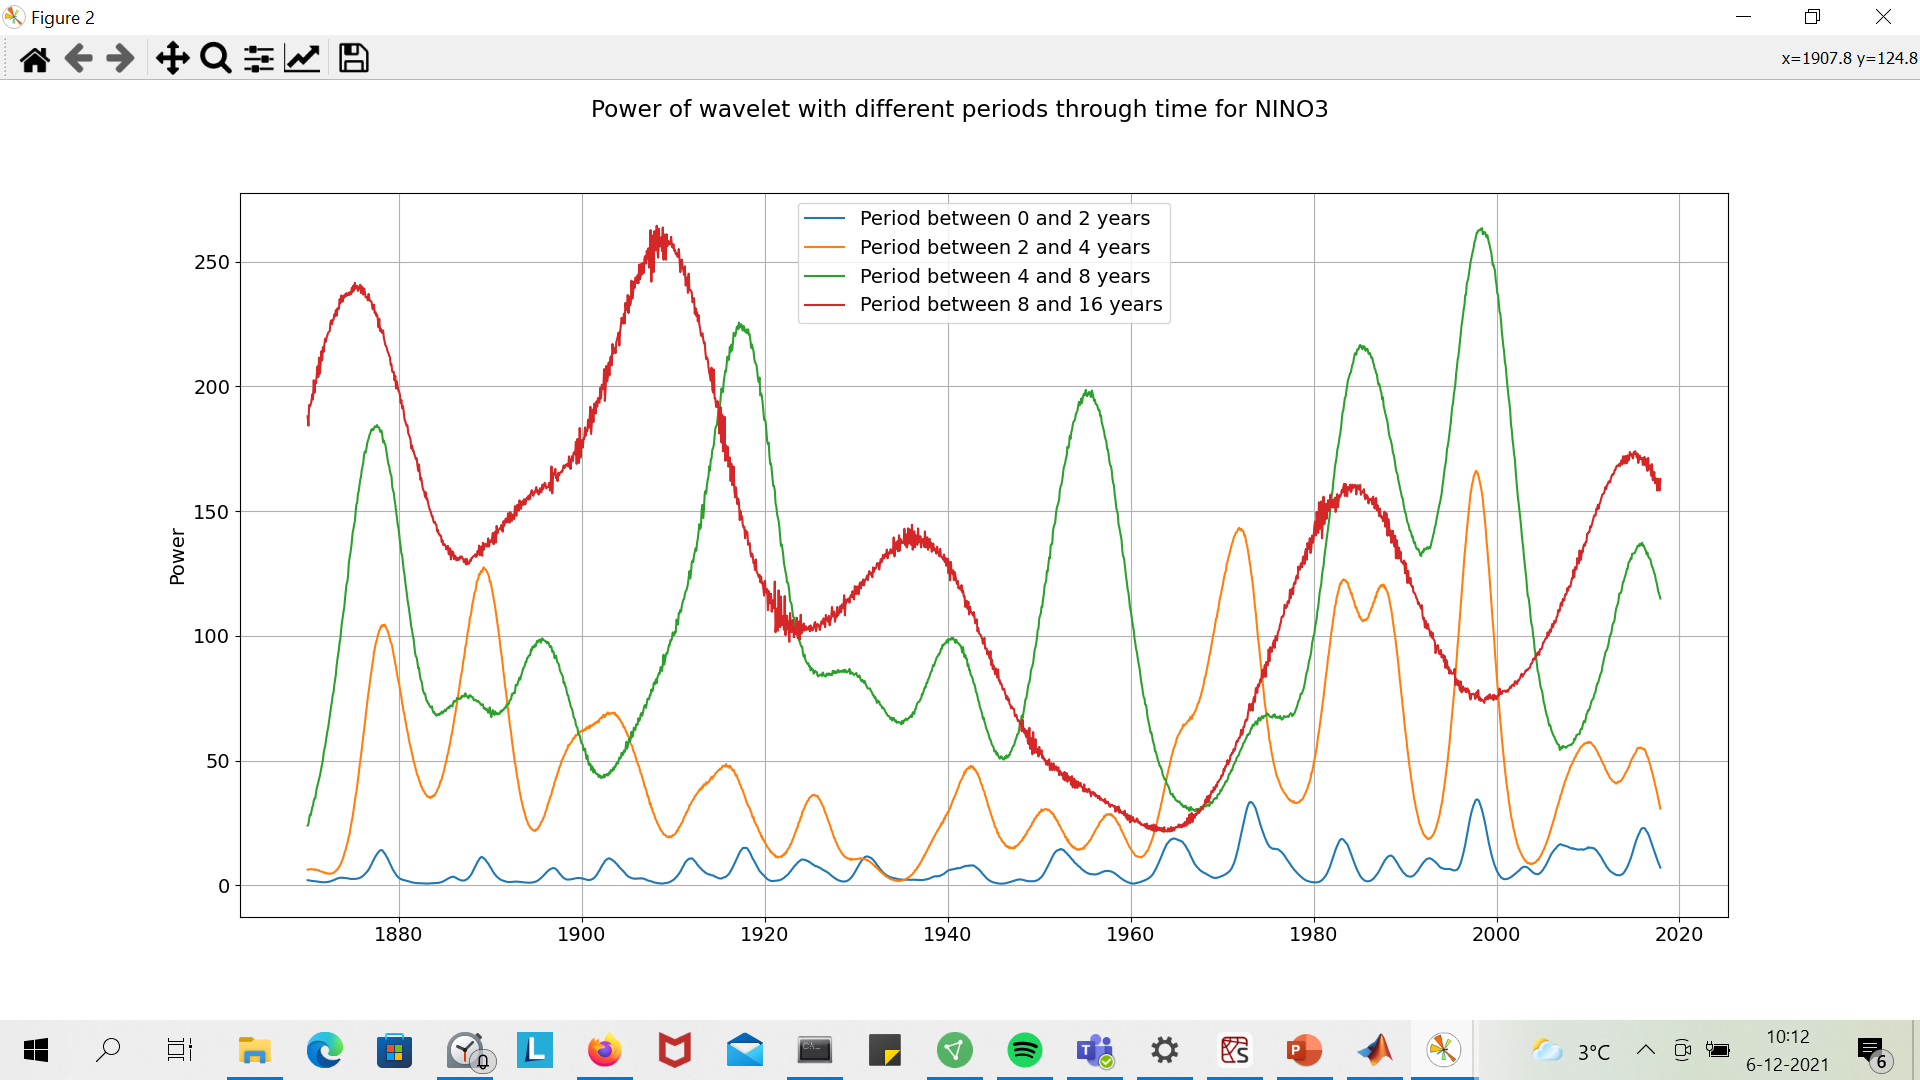 Figure 2
x=1907.8 y=124.8
Power of wavelet with different periods through time for NINO3
Period between 0 and 2 years
Period between 2 and 4 years
Period between 4 and 8 years
Period between 8 and 16 years
250
200
150
100
50
0
Power
1880
1900
1920
1940
1960
1980
2000
2020
L
C:\_
S
P
3°C
10:12
6-12-2021
6